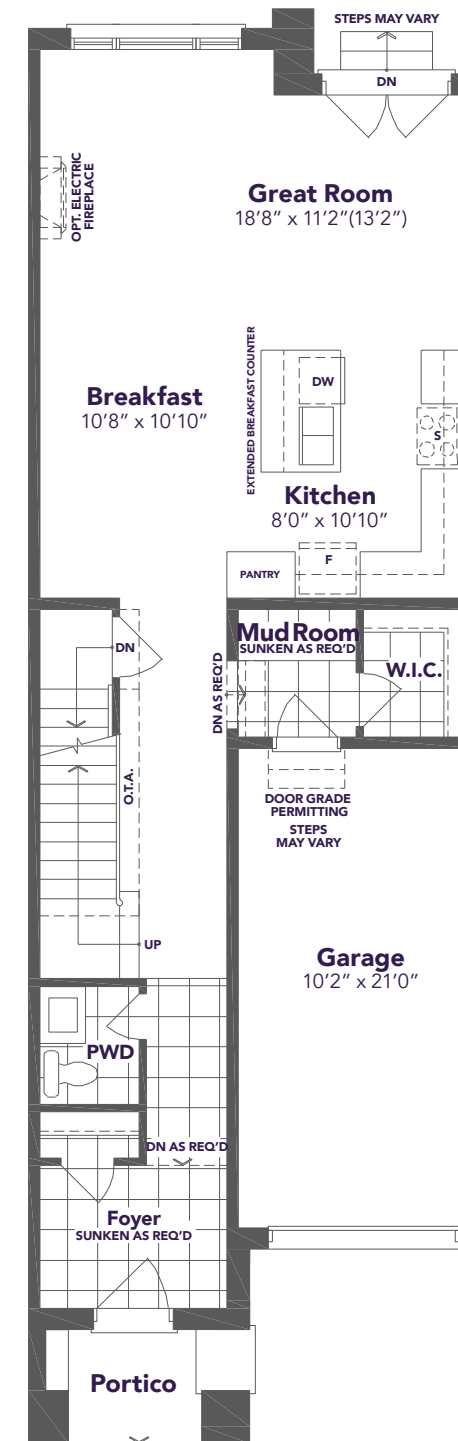 STEPS MAY VARY
DN
OPT. ELECTRIC
FIREPLACE
Great Room
18'8" x 11'2"(13'2")
EXTENDED BREAKFAST COUNTER
DW
Breakfast
10'8" x 10'10"
S
Kitchen
8'0" x 10'10"
F
PANTRY
Mud Room
SUNKEN AS REQ'D
DN
W.I.C.
DN AS REQ'D
O.T.A.
DOOR GRADE
PERMITTING
STEPS
MAY VARY
UP
Garage
10'2" x 21'0"
PWD
DN AS REQ'D
Foyer
SUNKEN AS REQ'D
Portico